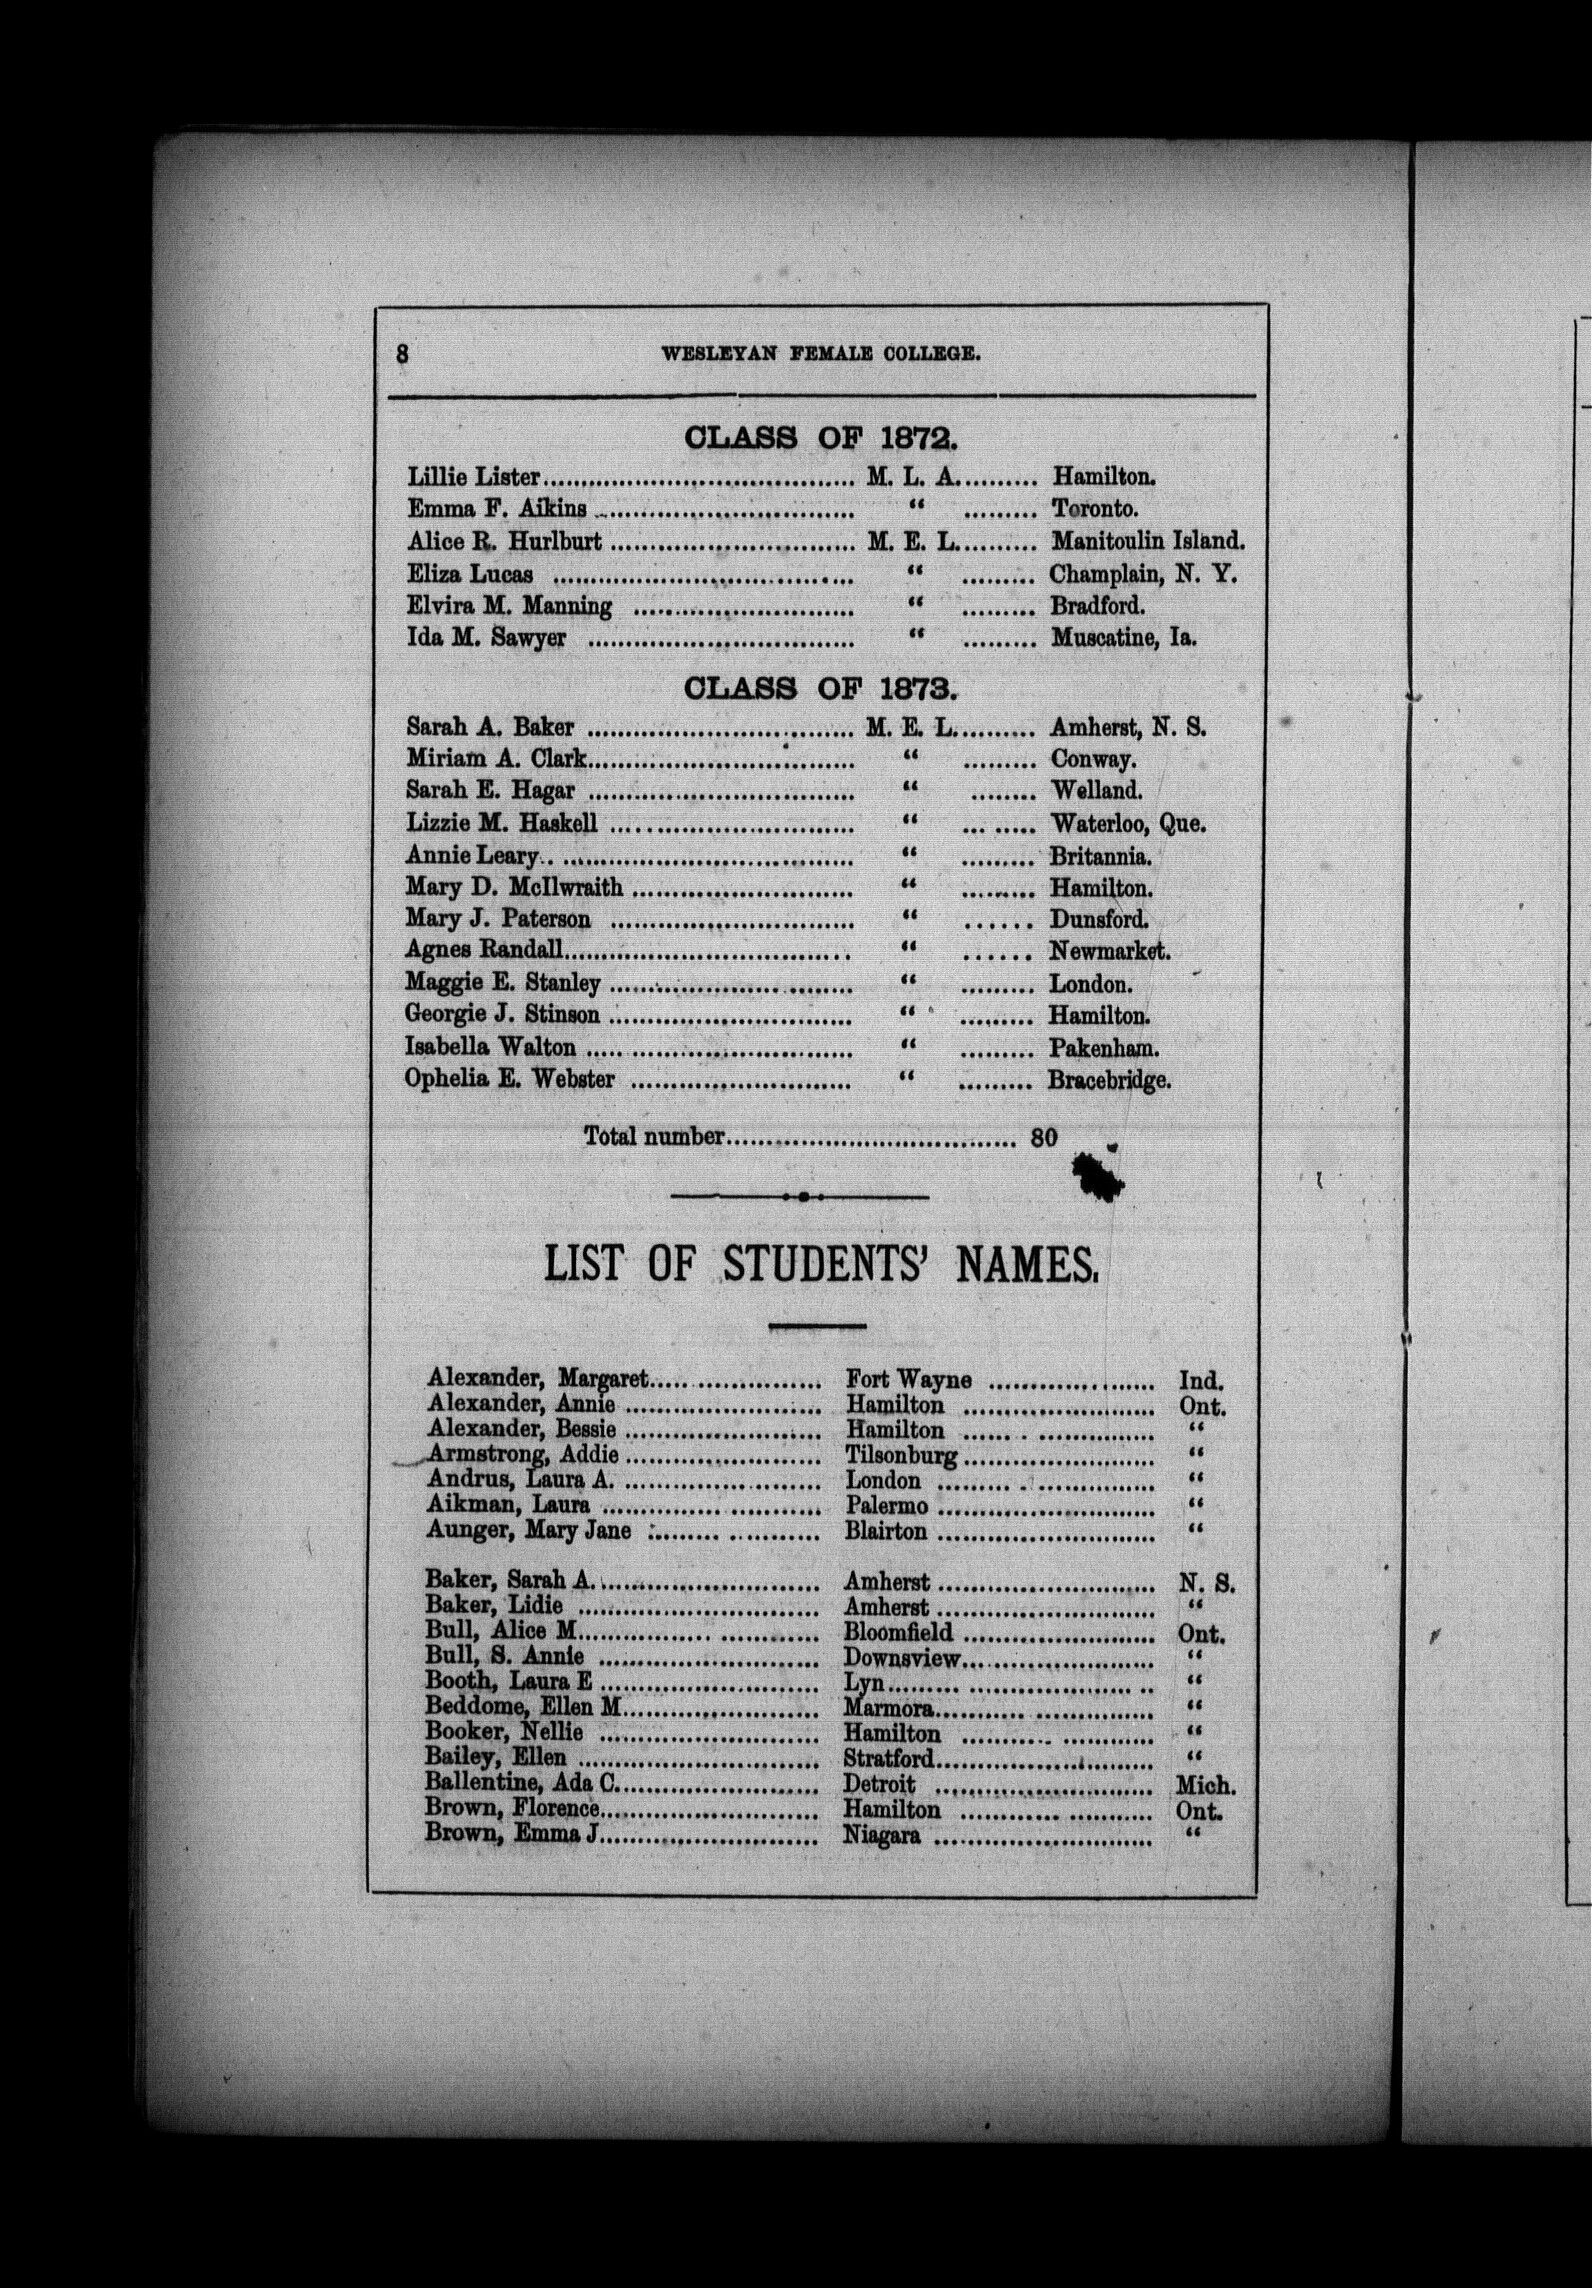 8 WESLEYAN FEMALE COLLEGE.
CLASS OF 1872.
Lillie Lister........ M. L. A......... Hamilton.
Emma F. Aikins ........ “ ......... Toronto.
Alice R. Hurlburt ........ M. E. L......... Manitoulin Island.
Eliza Lucas ........ “ ......... Champlain, N. Y.
Elvira M. Manning ........ “ ......... Bradford.
Ida M. Sawyer ........ “ ......... Muscatine, Ia.
CLASS OF 1873.
Sarah A. Baker ........ M. E. L......... Amherst, N. S.
Miriam A. Clark........ “ ......... Conway.
Sarah E. Hagar ........ “ ........ Welland.
Lizzie M. Haskell ........ “ ........ Waterloo, Que.
Annie Leary........ “ ......... Britannia.
Mary D. McIlwraith ........ “ ......... Hamilton.
Mary J. Paterson ........ “ ...... Dunsford.
Agnes Randall........ “ ...... Newmarket.
Maggie E. Stanley ........ “ ......... London.
Georgie J. Stinson ........ “ ......... Hamilton.
Isabella Walton ........ “ ......... Pakenham.
Ophelia E. Webster ........ “ ......... Bracebridge.
Total number........ 80
LIST OF STUDENTS’ NAMES.
Alexander, Margaret........ Fort Wayne ........ Ind.
Alexander, Annie ........ Hamilton ........ Ont.
Alexander, Bessie ........ Hamilton ........ “
Armstrong, Addie ........ Tilsonburg ........ “
Andrus, Laura A. ........ London ........ “
Aikman, Laura ........ Palermo ........ “
Aunger, Mary Jane ........ Blairton ........ “
Baker, Sarah A......... Amherst ........ N. S.
Baker, Lidie ........ Amherst ........ “
Bull, Alice M........ Bloomfield ........ Ont.
Bull, S. Annie ........ Downsview........ “
Booth, Laura E ........ Lyn........ “
Beddome, Ellen M........ Marmora........ “
Booker, Nellie ........ Hamilton ........ “
Bailey, Ellen ........ Stratford........ “
Ballentine, Ada C......... Detroit ........ Mich.
Brown, Florence........ Hamilton ........ Ont.
Brown, Emma J........ Niagara ........ “